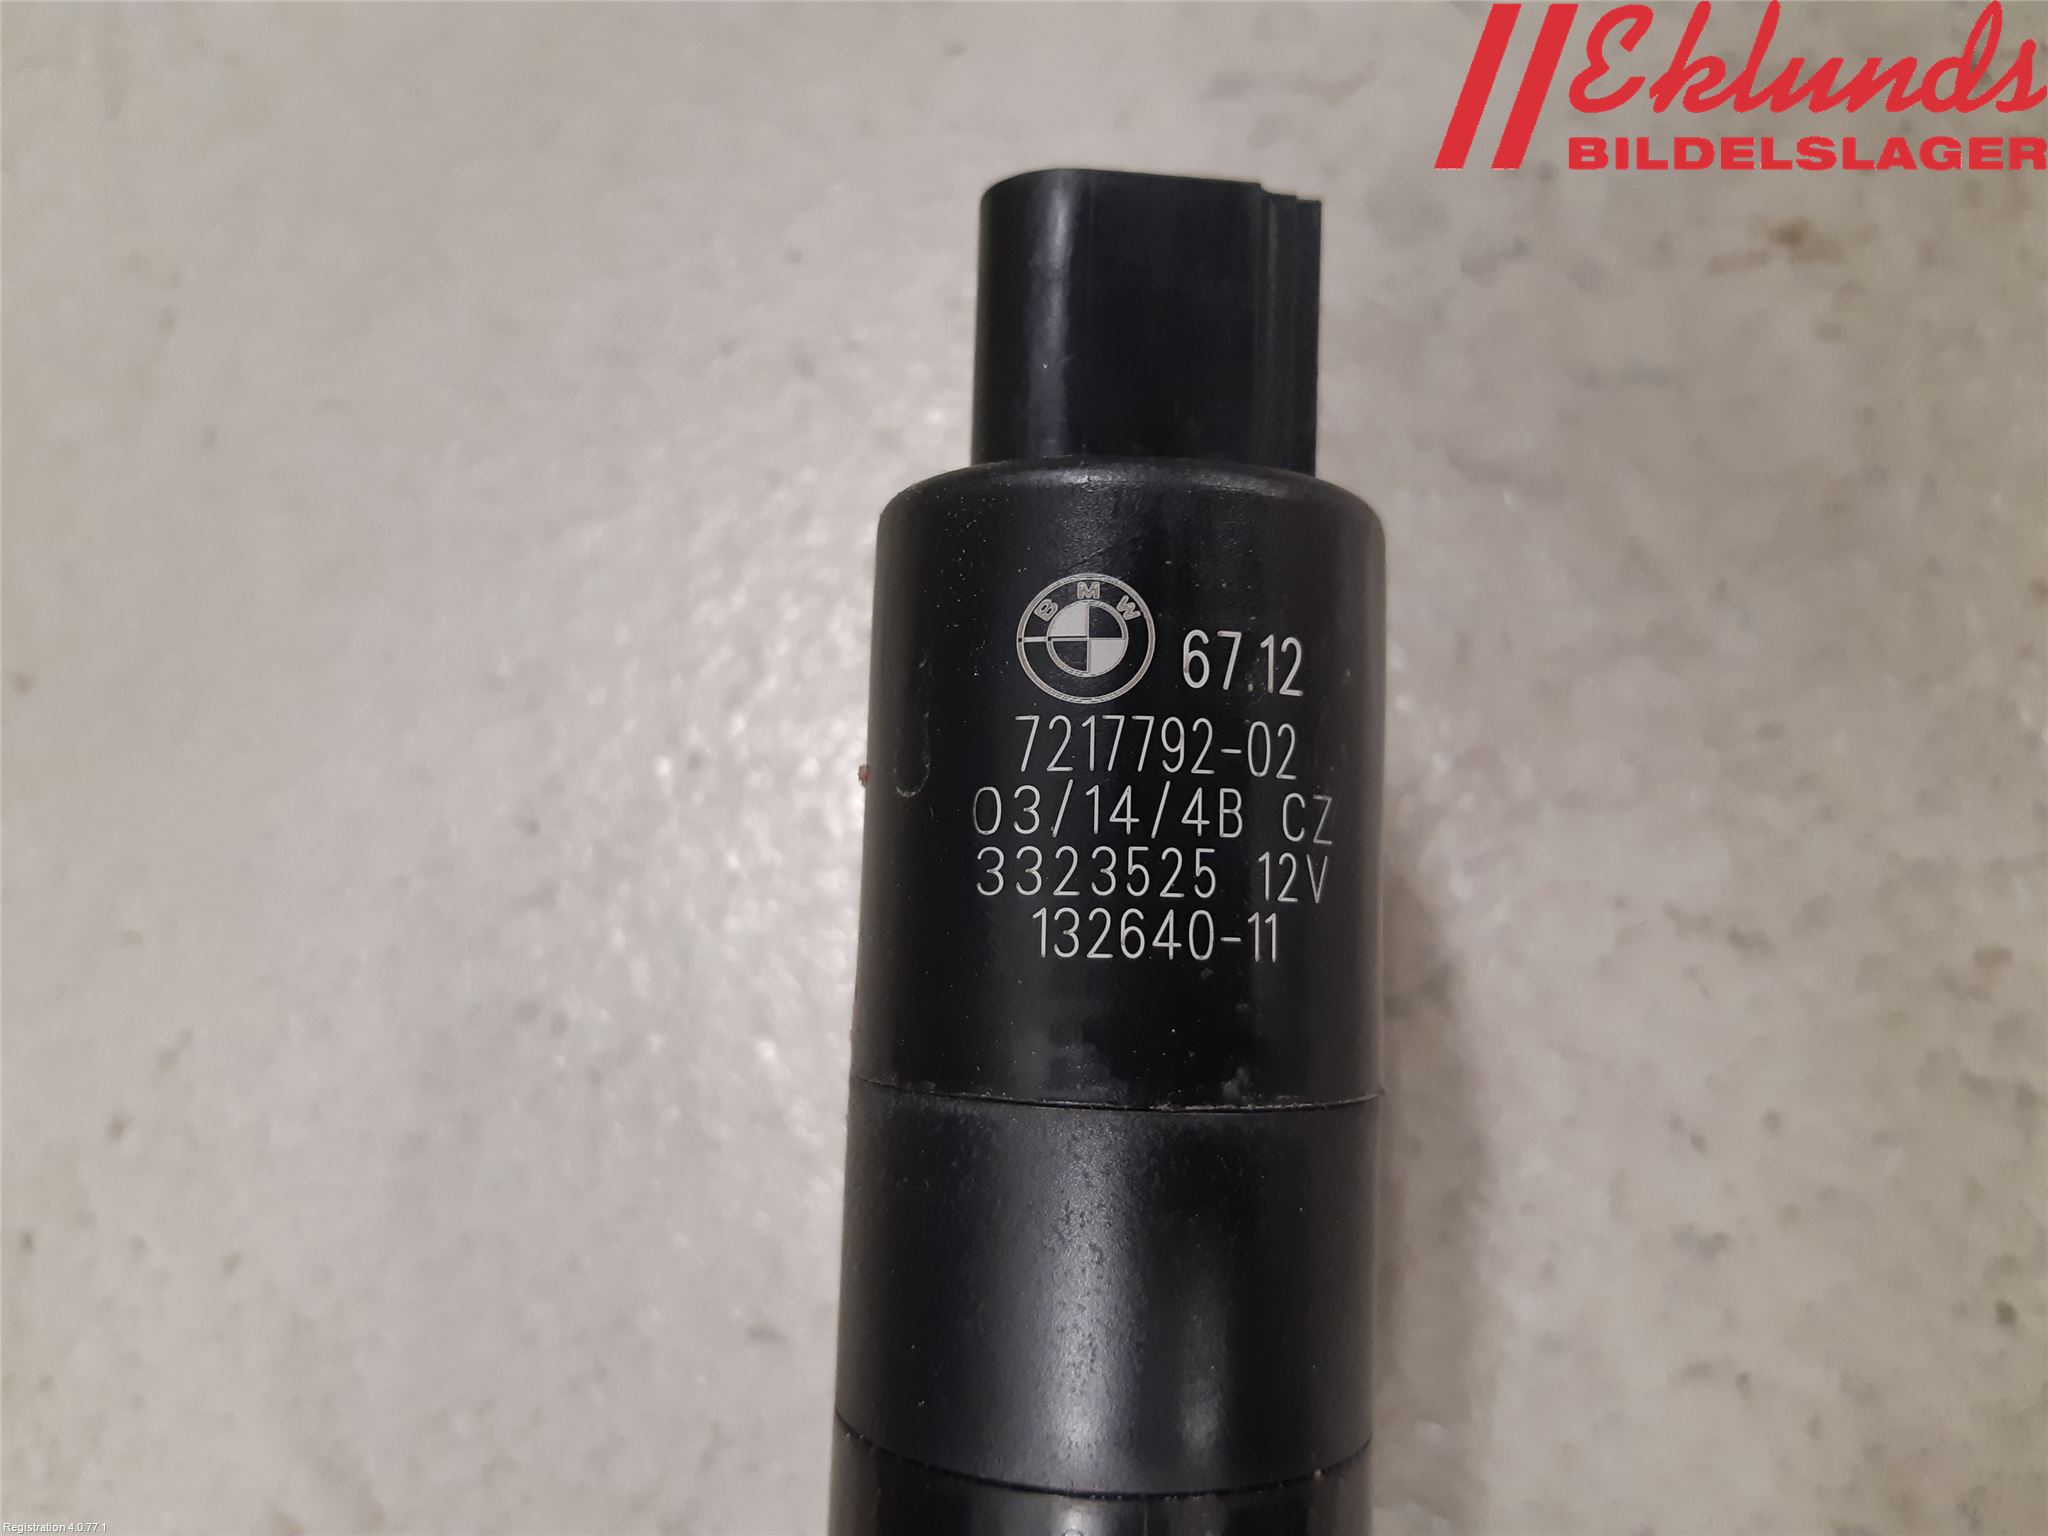 Eklunds
BILDELSLAGER
BMW
67.12
7217792-02
03/14/4B CZ
3323525 12V
132640-11
Registration 4.0.77.1